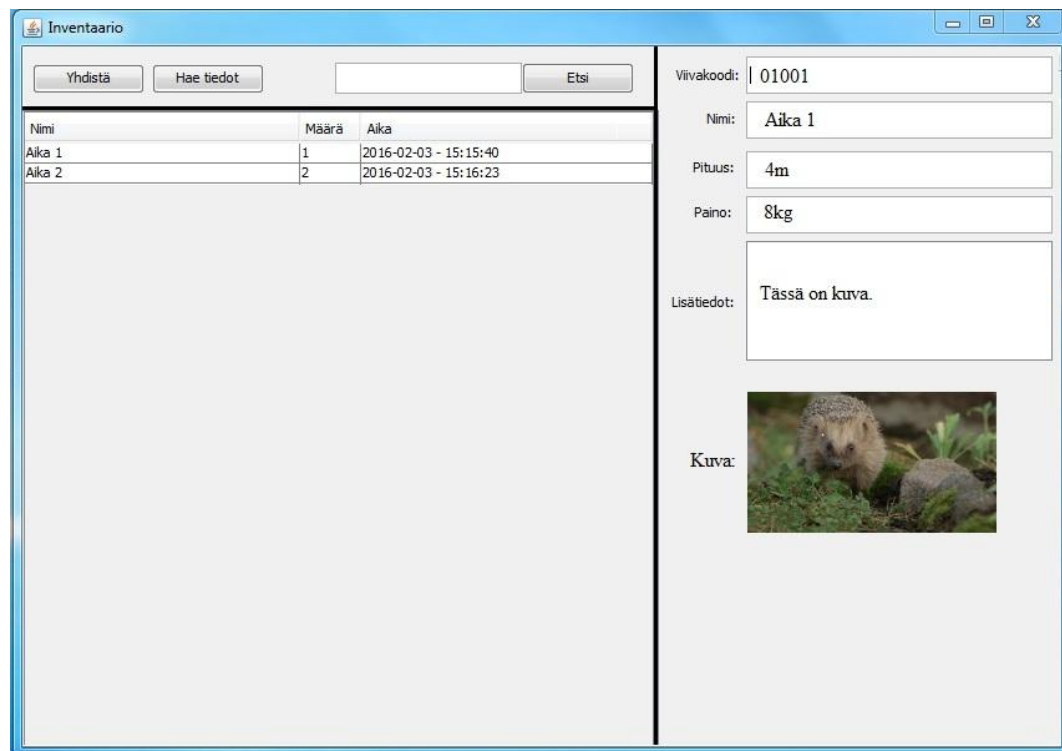 Inventaario
Yhdistä Hae tiedot Etsi
Nimi Määrä Aika
Aika 1 1 2016-02-03 - 15:15:40
Aika 2 2 2016-02-03 - 15:16:23
Viivakoodi: 01001
Nimi: Aika 1
Pituus: 4m
Paino: 8kg
Lisätiedot: Tässä on kuva.
Kuva: